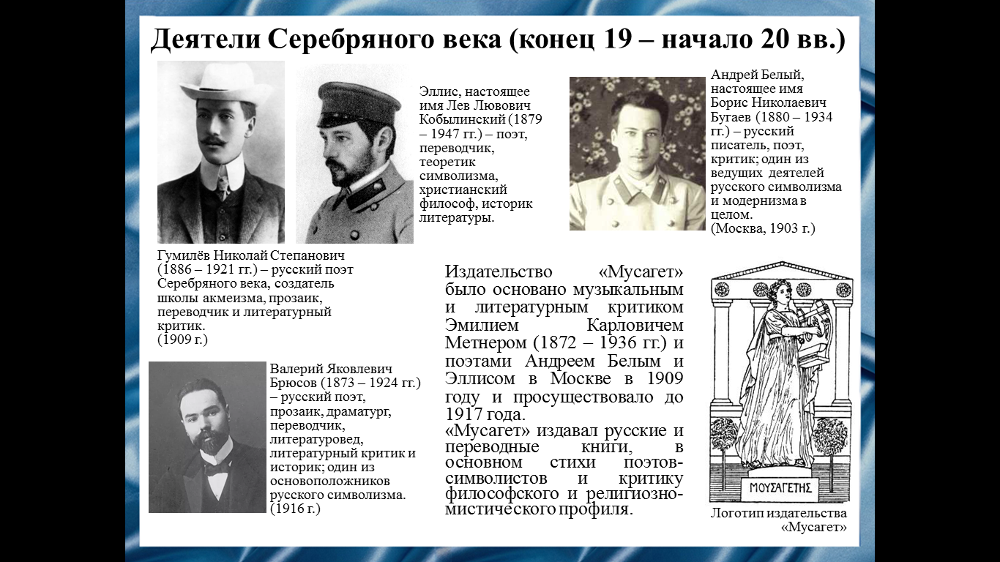 Деятели Серебряного века (конец 19 – начало 20 вв.)
Эллис, настоящее
имя Лев Лювович
Кобылинский (1879
– 1947 гг.) – поэт,
переводчик,
теоретик
символизма,
христианский
философ, историк
литературы.
Андрей Белый,
настоящее имя
Борис Николаевич
Бугаев (1880 – 1934
гг.) – русский
писатель, поэт,
критик; один из
ведущих деятелей
русского символизма
и модернизма в
целом.
(Москва, 1903 г.)
Гумилёв Николай Степанович
(1886 – 1921 гг.) – русский поэт
Серебряного века, создатель
школы акмеизма, прозаик,
переводчик и литературный
критик.
(1909 г.)
Валерий Яковлевич
Брюсов (1873 – 1924 гг.)
– русский поэт,
прозаик, драматург,
переводчик,
литературовед,
литературный критик и
историк; один из
основоположников
русского символизма.
(1916 г.)
Издательство «Мусагет»
было основано музыкальным
и литературным критиком
Эмилием Карловичем
Метнером (1872 – 1936 гг.) и
поэтами Андреем Белым и
Эллисом в Москве в 1909
году и просуществовало до
1917 года.
«Мусагет» издавал русские и
переводные книги, в
основном стихи поэтов-
символистов и критику
философского и религиозно-
мистического профиля.
ΜΟΥΣΑΓΕΤΗΣ
Логотип издательства
«Мусагет»